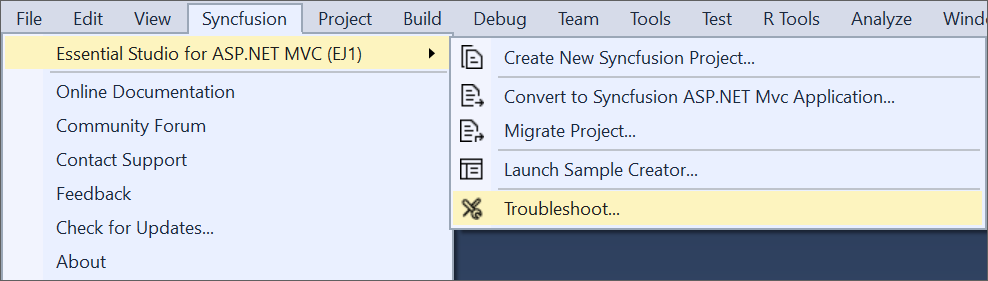 File Edit View Syncfusion Project Build Debug Team Tools Test R Tools Analyze
Essential Studio for ASP.NET MVC (EJ1)
Online Documentation
Community Forum
Contact Support
Feedback
Check for Updates...
About
Create New Syncfusion Project...
Convert to Syncfusion ASP.NET Mvc Application...
Migrate Project...
Launch Sample Creator...
Troubleshoot...